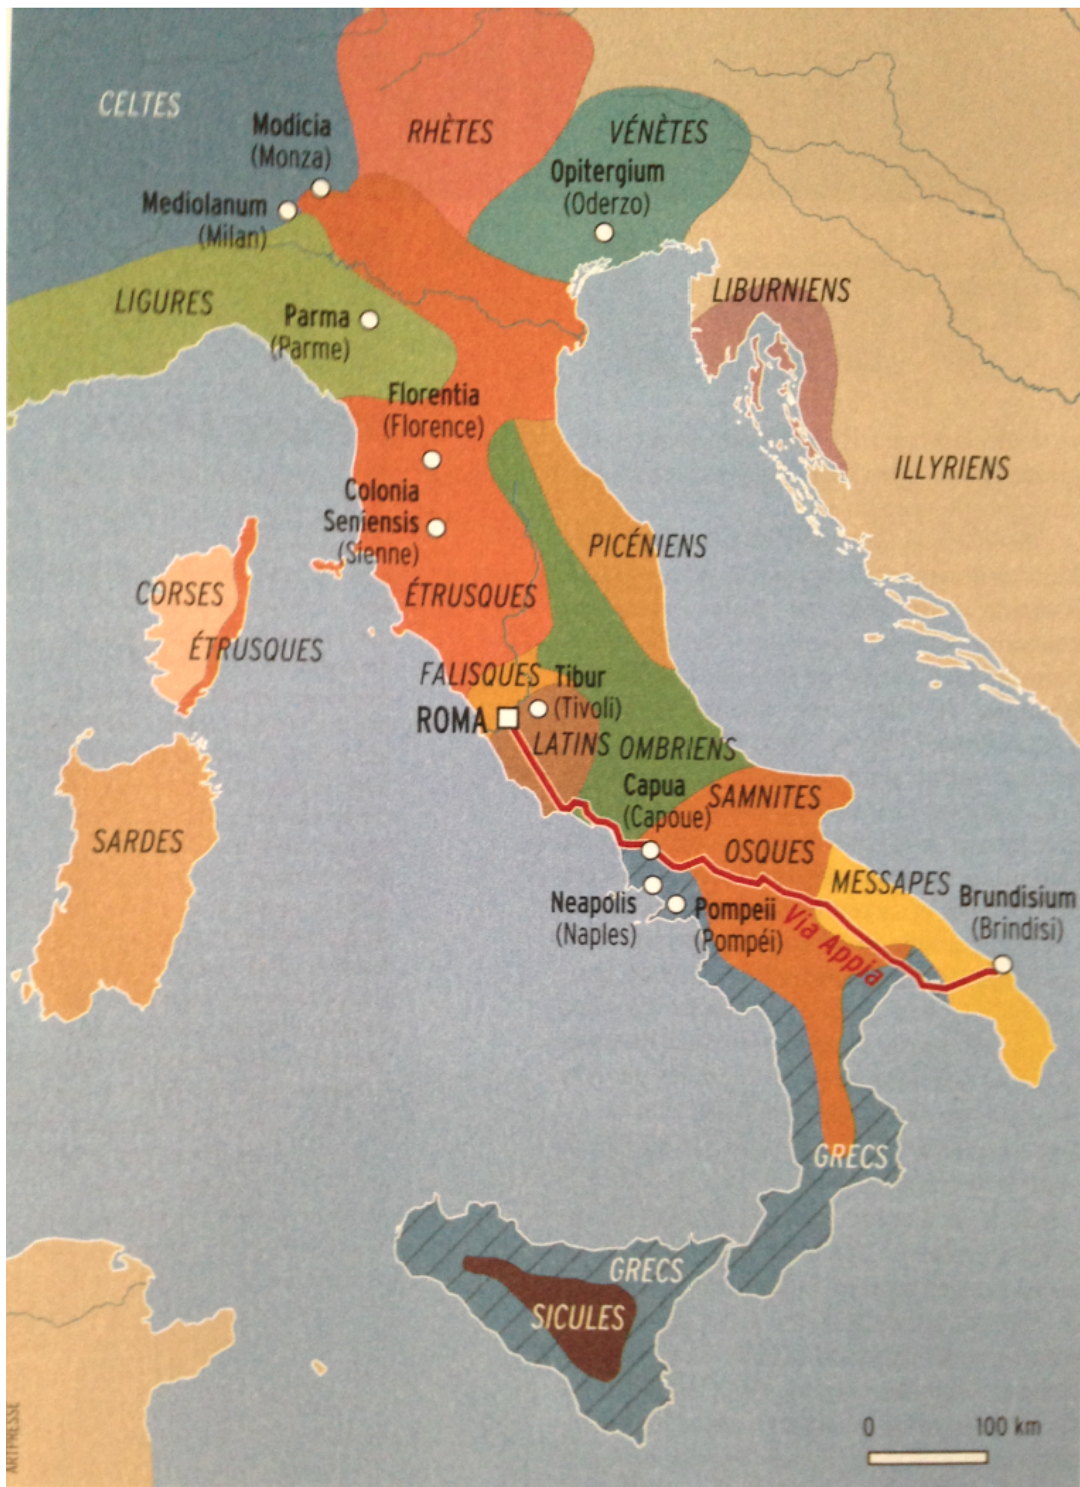 CELTES
Modicia
(Monza)
RHÈTES
VÉNÈTES
Opitergium
(Oderzo)
Mediolanum
(Milan)
LIGURES
Parma
(Parme)
LIBURNIENS
Florentia
(Florence)
ILLYRIENS
Colonia
Seniensis
(Sienne)
PICÉNIENS
CORSES
ÉTRUSQUES
ÉTRUSQUES
FALISQUES
Tibur
(Tivoli)
ROMA
LATINS
OMBRIENS
Capua
(Capoue)
SAMNITES
SARDES
OSQUES
MESSAPES
Brundisium
(Brindisi)
Neapolis
(Naples)
Pompeii
(Pompéi)
Via Appia
GRECS
GRECS
SICULES
0 100 km
ARTPRESSE